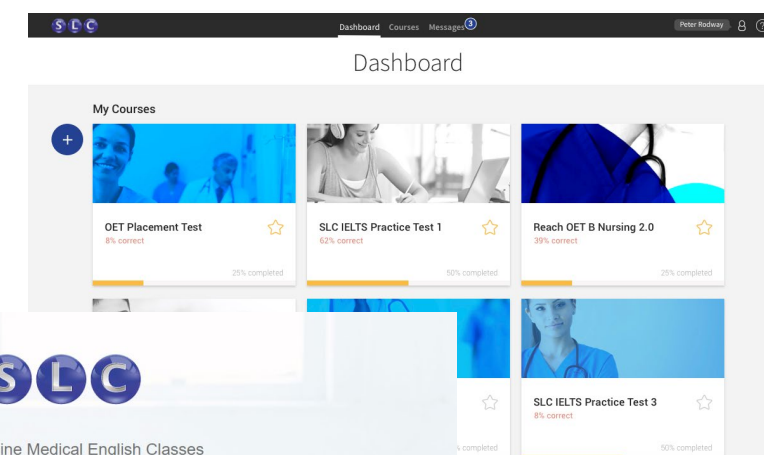 SLC
Dashboard Courses Messages 3
Peter Rodway
?
Dashboard
My Courses
+
OET Placement Test
8% correct
25% completed
SLC IELTS Practice Test 1
62% correct
50% completed
Reach OET B Nursing 2.0
39% correct
25% completed
SLC
Medical English Classes
completed
SLC IELTS Practice Test 3
8% correct
50% completed